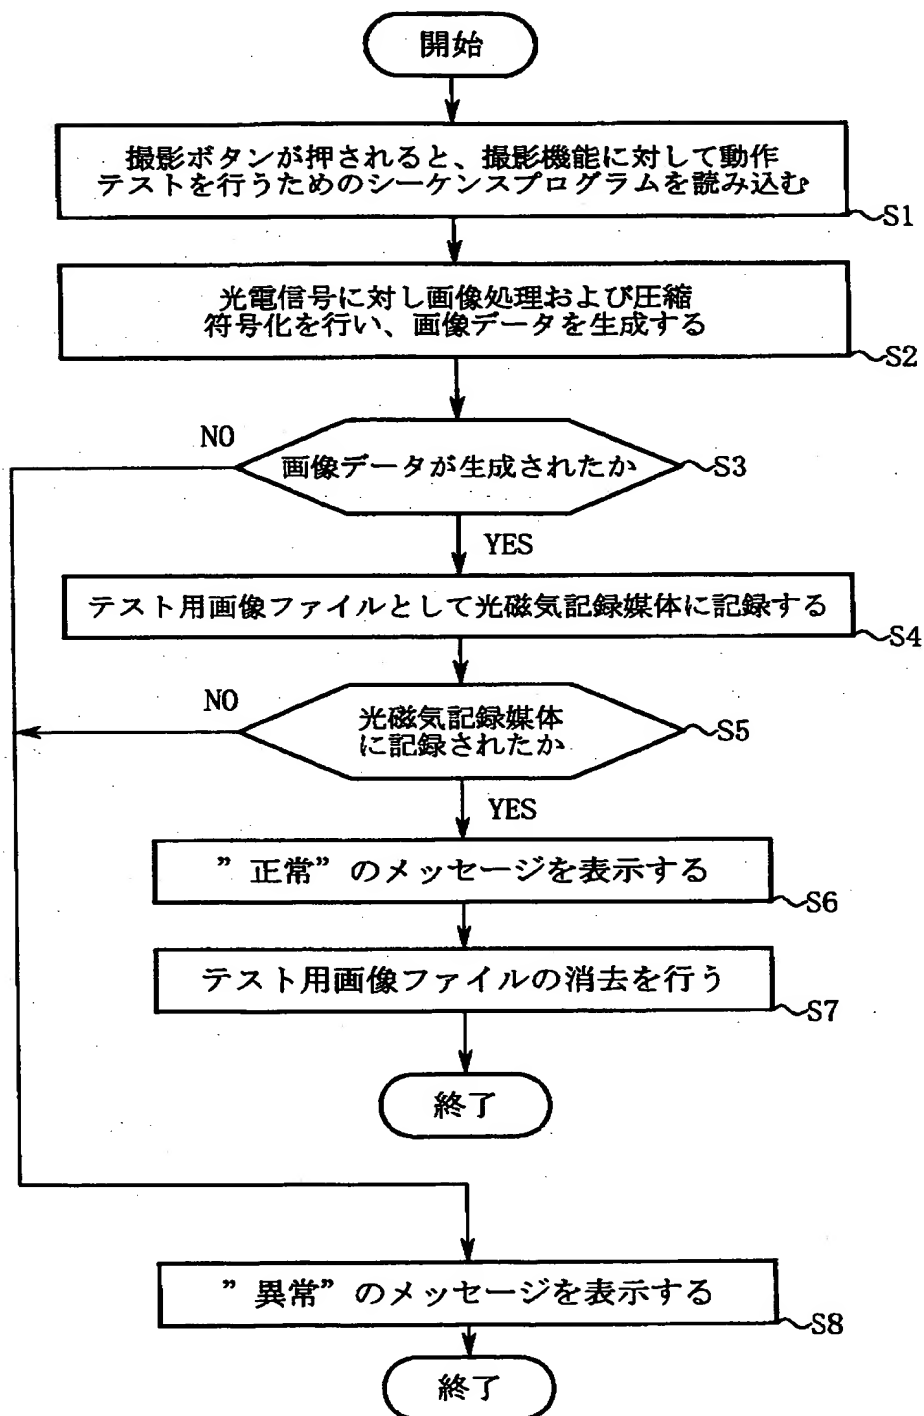 開始
撮影ボタンが押されると、撮影機能に対して動作
テストを行うためのシーケンスプログラムを読み込む
S1
光電信号に対し画像処理および圧縮
符号化を行い、画像データを生成する
S2
NO
画像データが生成されたか
S3
YES
テスト用画像ファイルとして光磁気記録媒体に記録する
S4
NO
光磁気記録媒体
に記録されたか
S5
YES
”正常”のメッセージを表示する
S6
テスト用画像ファイルの消去を行う
S7
終了
”異常”のメッセージを表示する
S8
終了